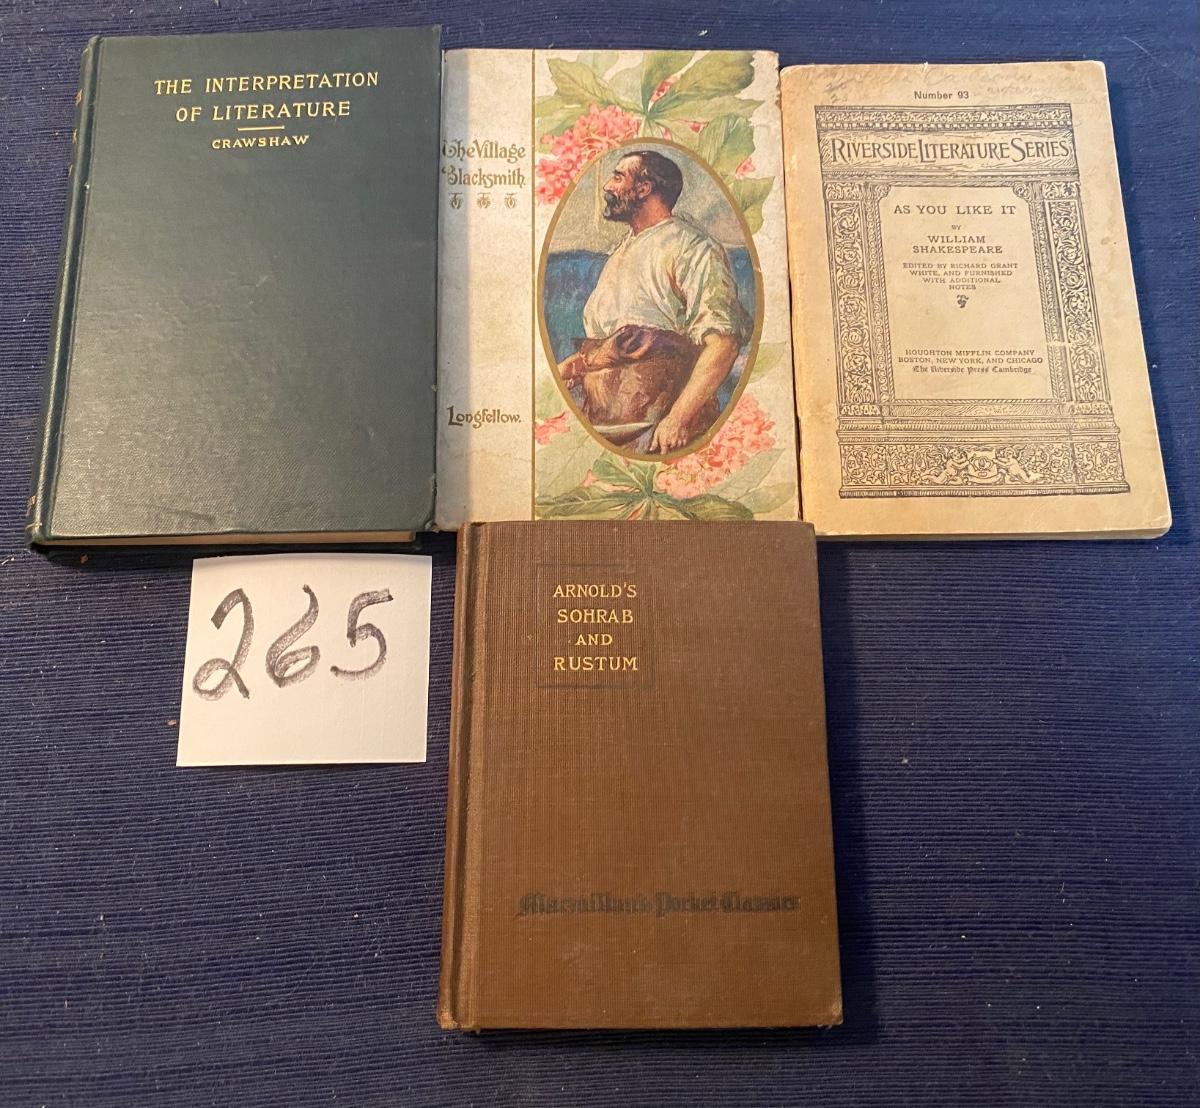 THE INTERPRETATION
OF LITERATURE
CRAWSHAW
The Village
Blacksmith.
Longfellow.
Number 93
RIVERSIDE LITERATURE SERIES
AS YOU LIKE IT
BY
WILLIAM
SHAKESPEARE
EDITED BY RICHARD GRANT
WHITE, AND FURNISHED
WITH ADDITIONAL
NOTES
HOUGHTON MIFFLIN COMPANY
BOSTON, NEW YORK, AND CHICAGO
The Riverside Press Cambridge
265
ARNOLD'S
SOHRAB
AND
RUSTUM
Macmillan's Pocket Classics